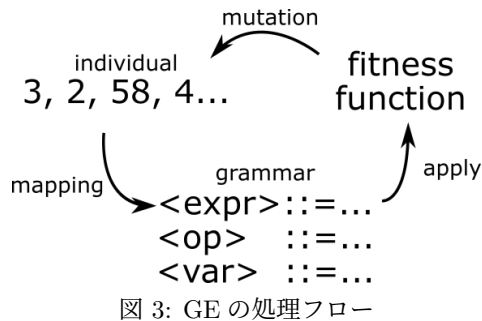 mutation
individual
3, 2, 58, 4...
fitness
function
mapping
grammar
apply
<expr>::=...
<op> ::=...
<var> ::=...
図 3: GE の処理フロー